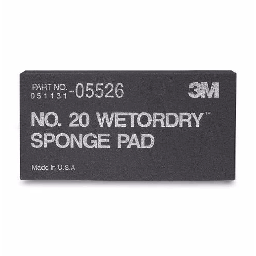 PART NO. -05526
051131
3M
NO. 20 WETORDRY™
SPONGE PAD
Made in U.S.A